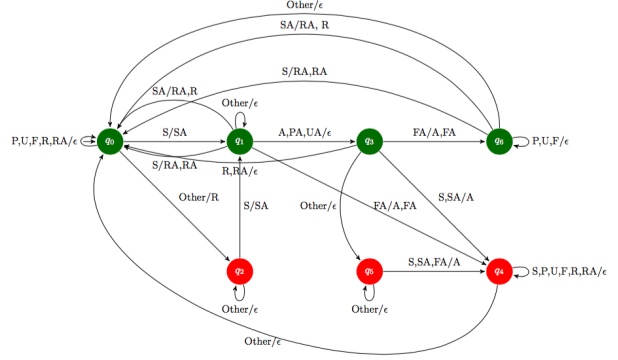 Other/ϵ
SA/RA, R
S/RA,RA
SA/RA,R
Other/ϵ
P,U,F,R,RA/ϵ
q₀
S/SA
q₁
A,PA,UA/ϵ
q₃
FA/A,FA
q₆
P,U,F/ϵ
S/RA,RA
R,RA/ϵ
Other/R
S/SA
Other/ϵ
FA/A,FA
S,SA/A
q₂
q₅
S,SA,FA/A
q₄
S,P,U,F,R,RA/ϵ
Other/ϵ
Other/ϵ
Other/ϵ